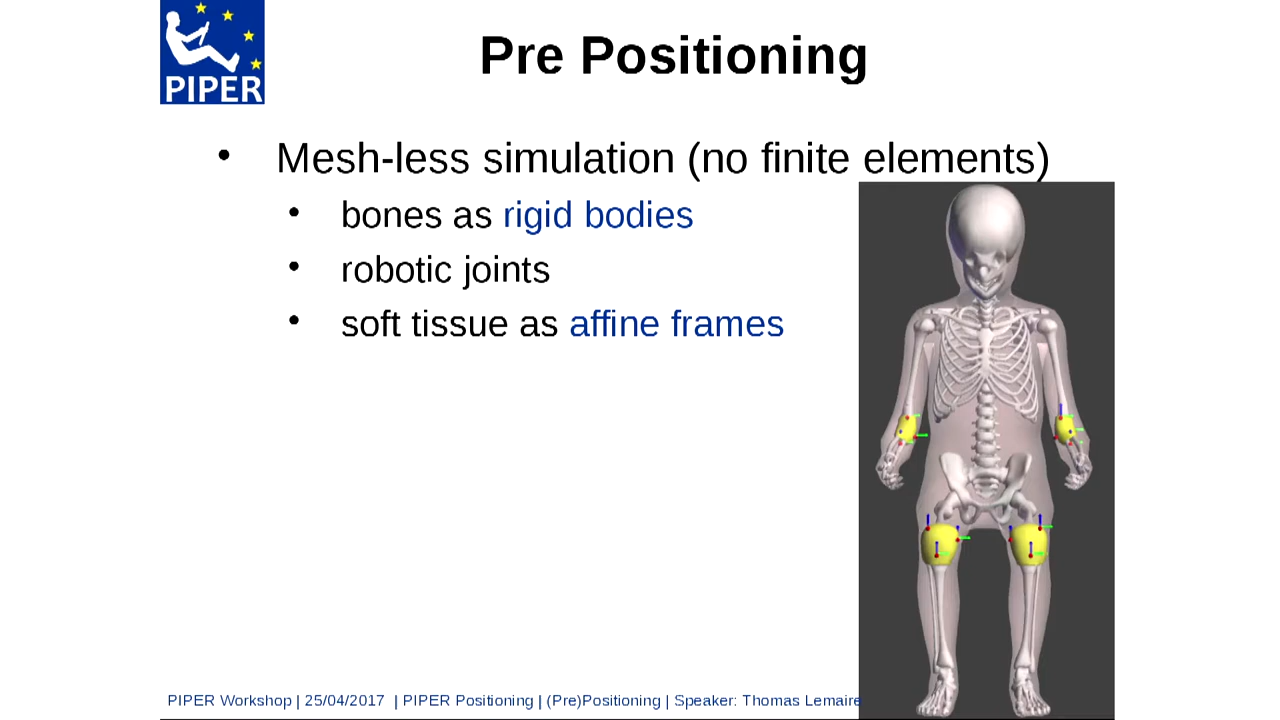 PIPER
Pre Positioning
• Mesh-less simulation (no finite elements)
• bones as rigid bodies
• robotic joints
• soft tissue as affine frames
PIPER Workshop | 25/04/2017 | PIPER Positioning | (Pre)Positioning | Speaker: Thomas Lemaire